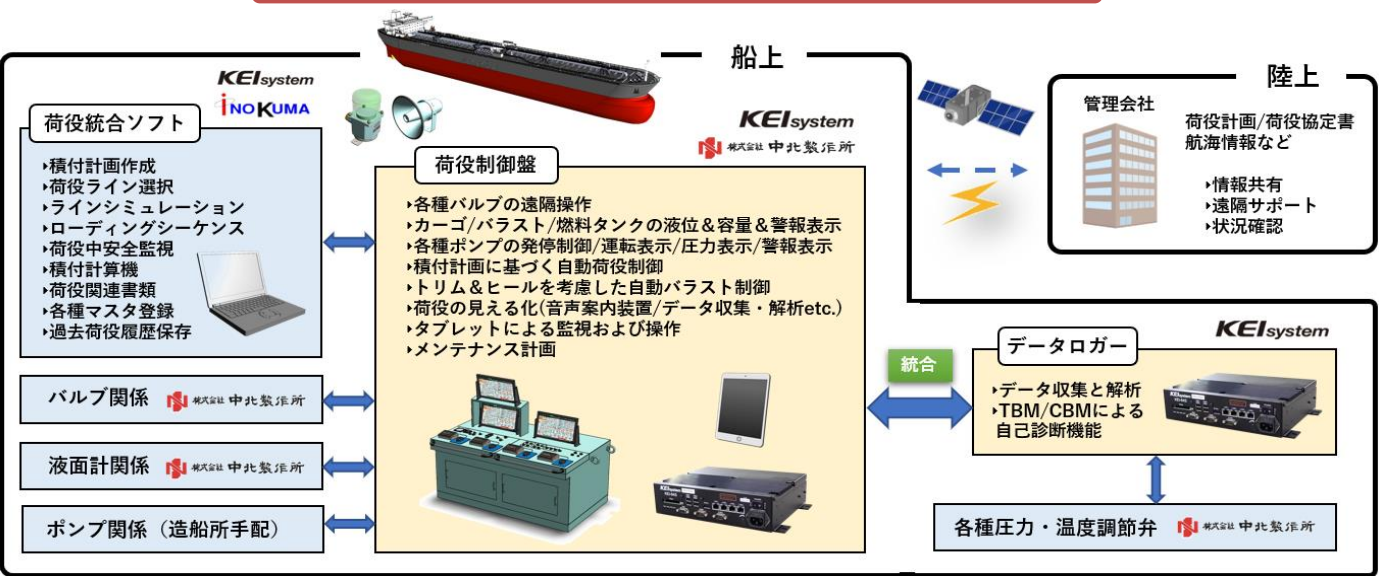 船上
陸上
KEIsystem
iNOKUMA
荷役統合ソフト
‣積付計画作成
‣荷役ライン選択
‣ラインシミュレーション
‣ローディングシーケンス
‣荷役中安全監視
‣積付計算機
‣荷役関連書類
‣各種マスタ登録
‣過去荷役履歴保存
バルブ関係
株式会社 中北製作所
液面計関係
株式会社 中北製作所
ポンプ関係（造船所手配）
KEIsystem
株式会社 中北製作所
荷役制御盤
‣各種バルブの遠隔操作
‣カーゴ/バラスト/燃料タンクの液位＆容量＆警報表示
‣各種ポンプの発停制御/運転表示/圧力表示/警報表示
‣積付計画に基づく自動荷役制御
‣トリム＆ヒールを考慮した自動バラスト制御
‣荷役の見える化(音声案内装置/データ収集・解析etc.)
‣タブレットによる監視および操作
‣メンテナンス計画
管理会社
荷役計画/荷役協定書
航海情報など
‣情報共有
‣遠隔サポート
‣状況確認
統合
KEIsystem
データロガー
‣データ収集と解析
‣TBM/CBMによる
自己診断機能
各種圧力・温度調節弁
株式会社 中北製作所